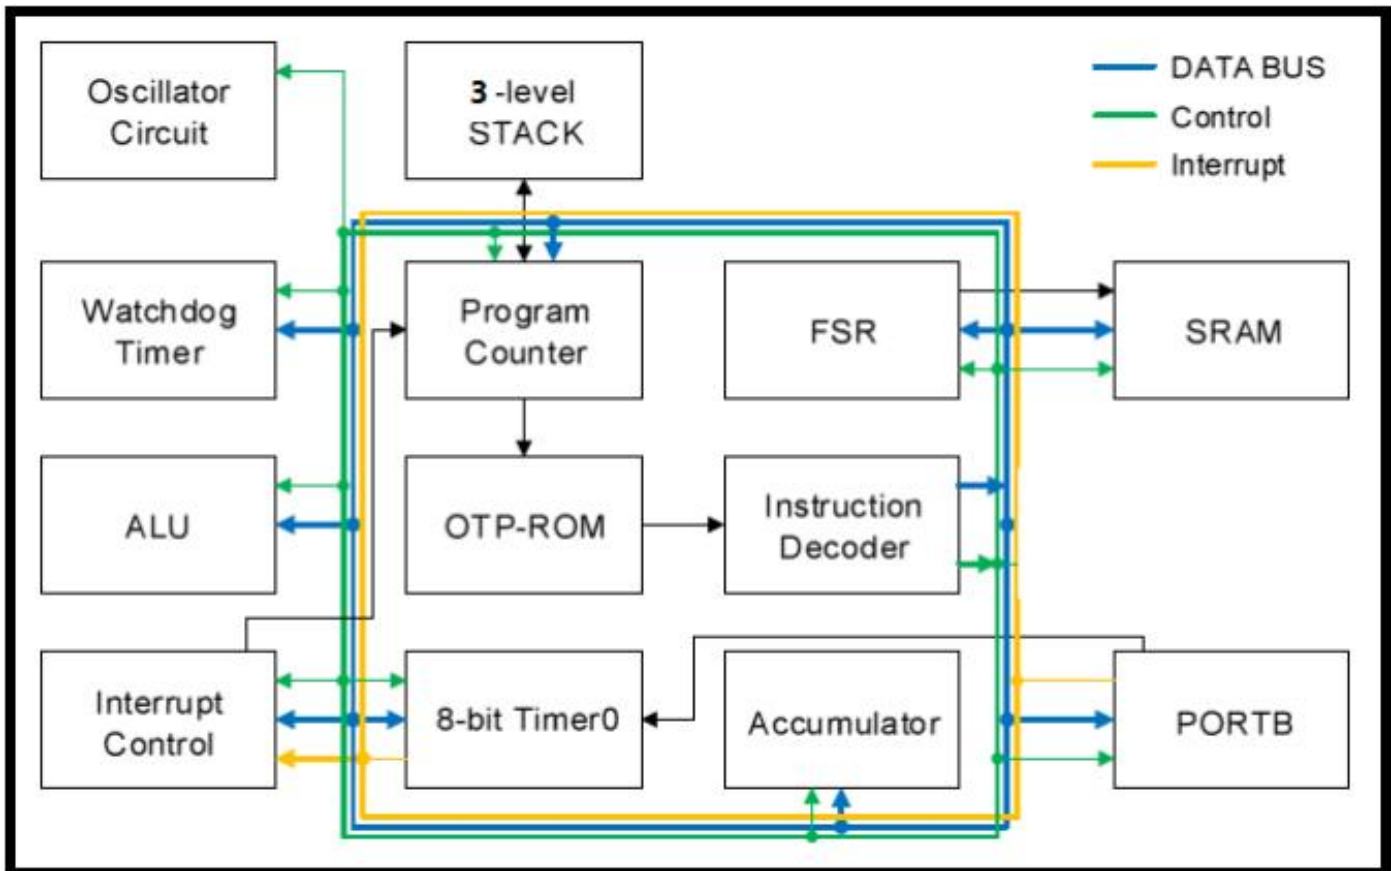 Oscillator
Circuit
3 -level
STACK
DATA BUS
Control
Interrupt
Watchdog
Timer
Program
Counter
FSR
SRAM
ALU
OTP-ROM
Instruction
Decoder
Interrupt
Control
8-bit Timer0
Accumulator
PORTB